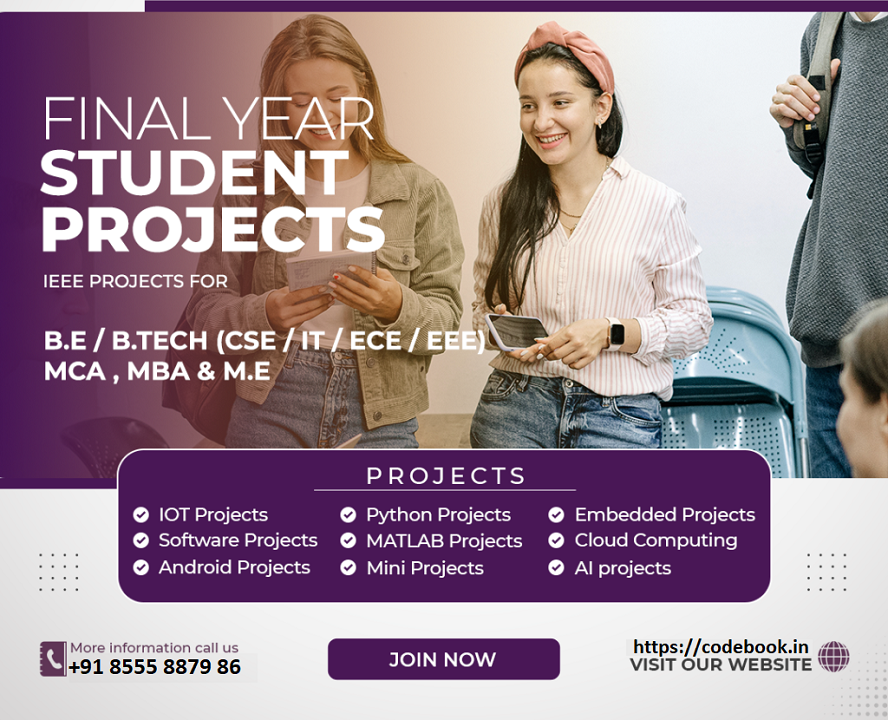 FINAL YEAR
STUDENT
PROJECTS
IEEE PROJECTS FOR
B.E / B.TECH (CSE / IT / ECE / EEE)
MCA , MBA & M.E
PROJECTS
IOT Projects
Software Projects
Android Projects
Python Projects
MATLAB Projects
Mini Projects
Embedded Projects
Cloud Computing
AI projects
More information call us
+91 8555 8879 86
JOIN NOW
https://codebook.in
VISIT OUR WEBSITE